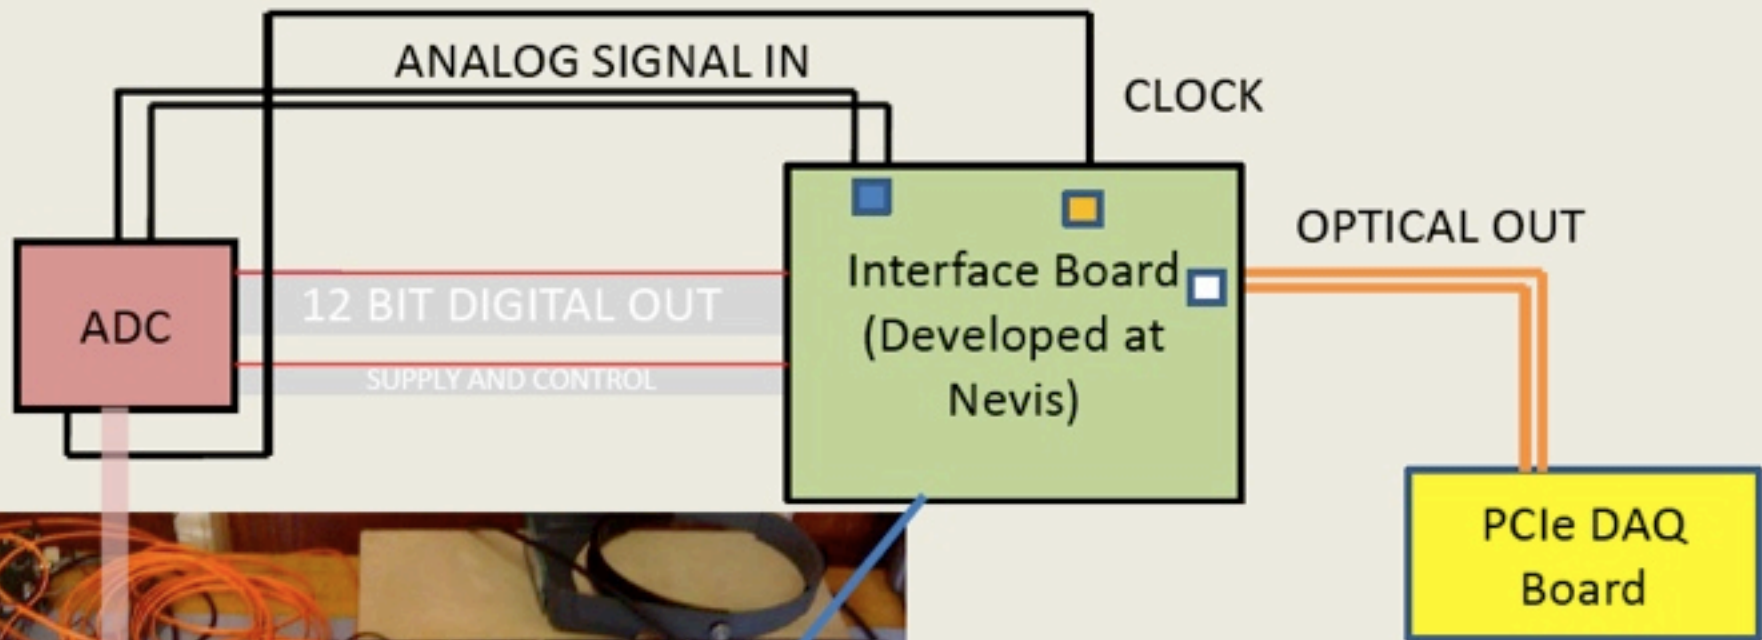 ANALOG SIGNAL IN
CLOCK
OPTICAL OUT
ADC
12 BIT DIGITAL OUT
SUPPLY AND CONTROL
Interface Board
(Developed at
Nevis)
PCIe DAQ
Board